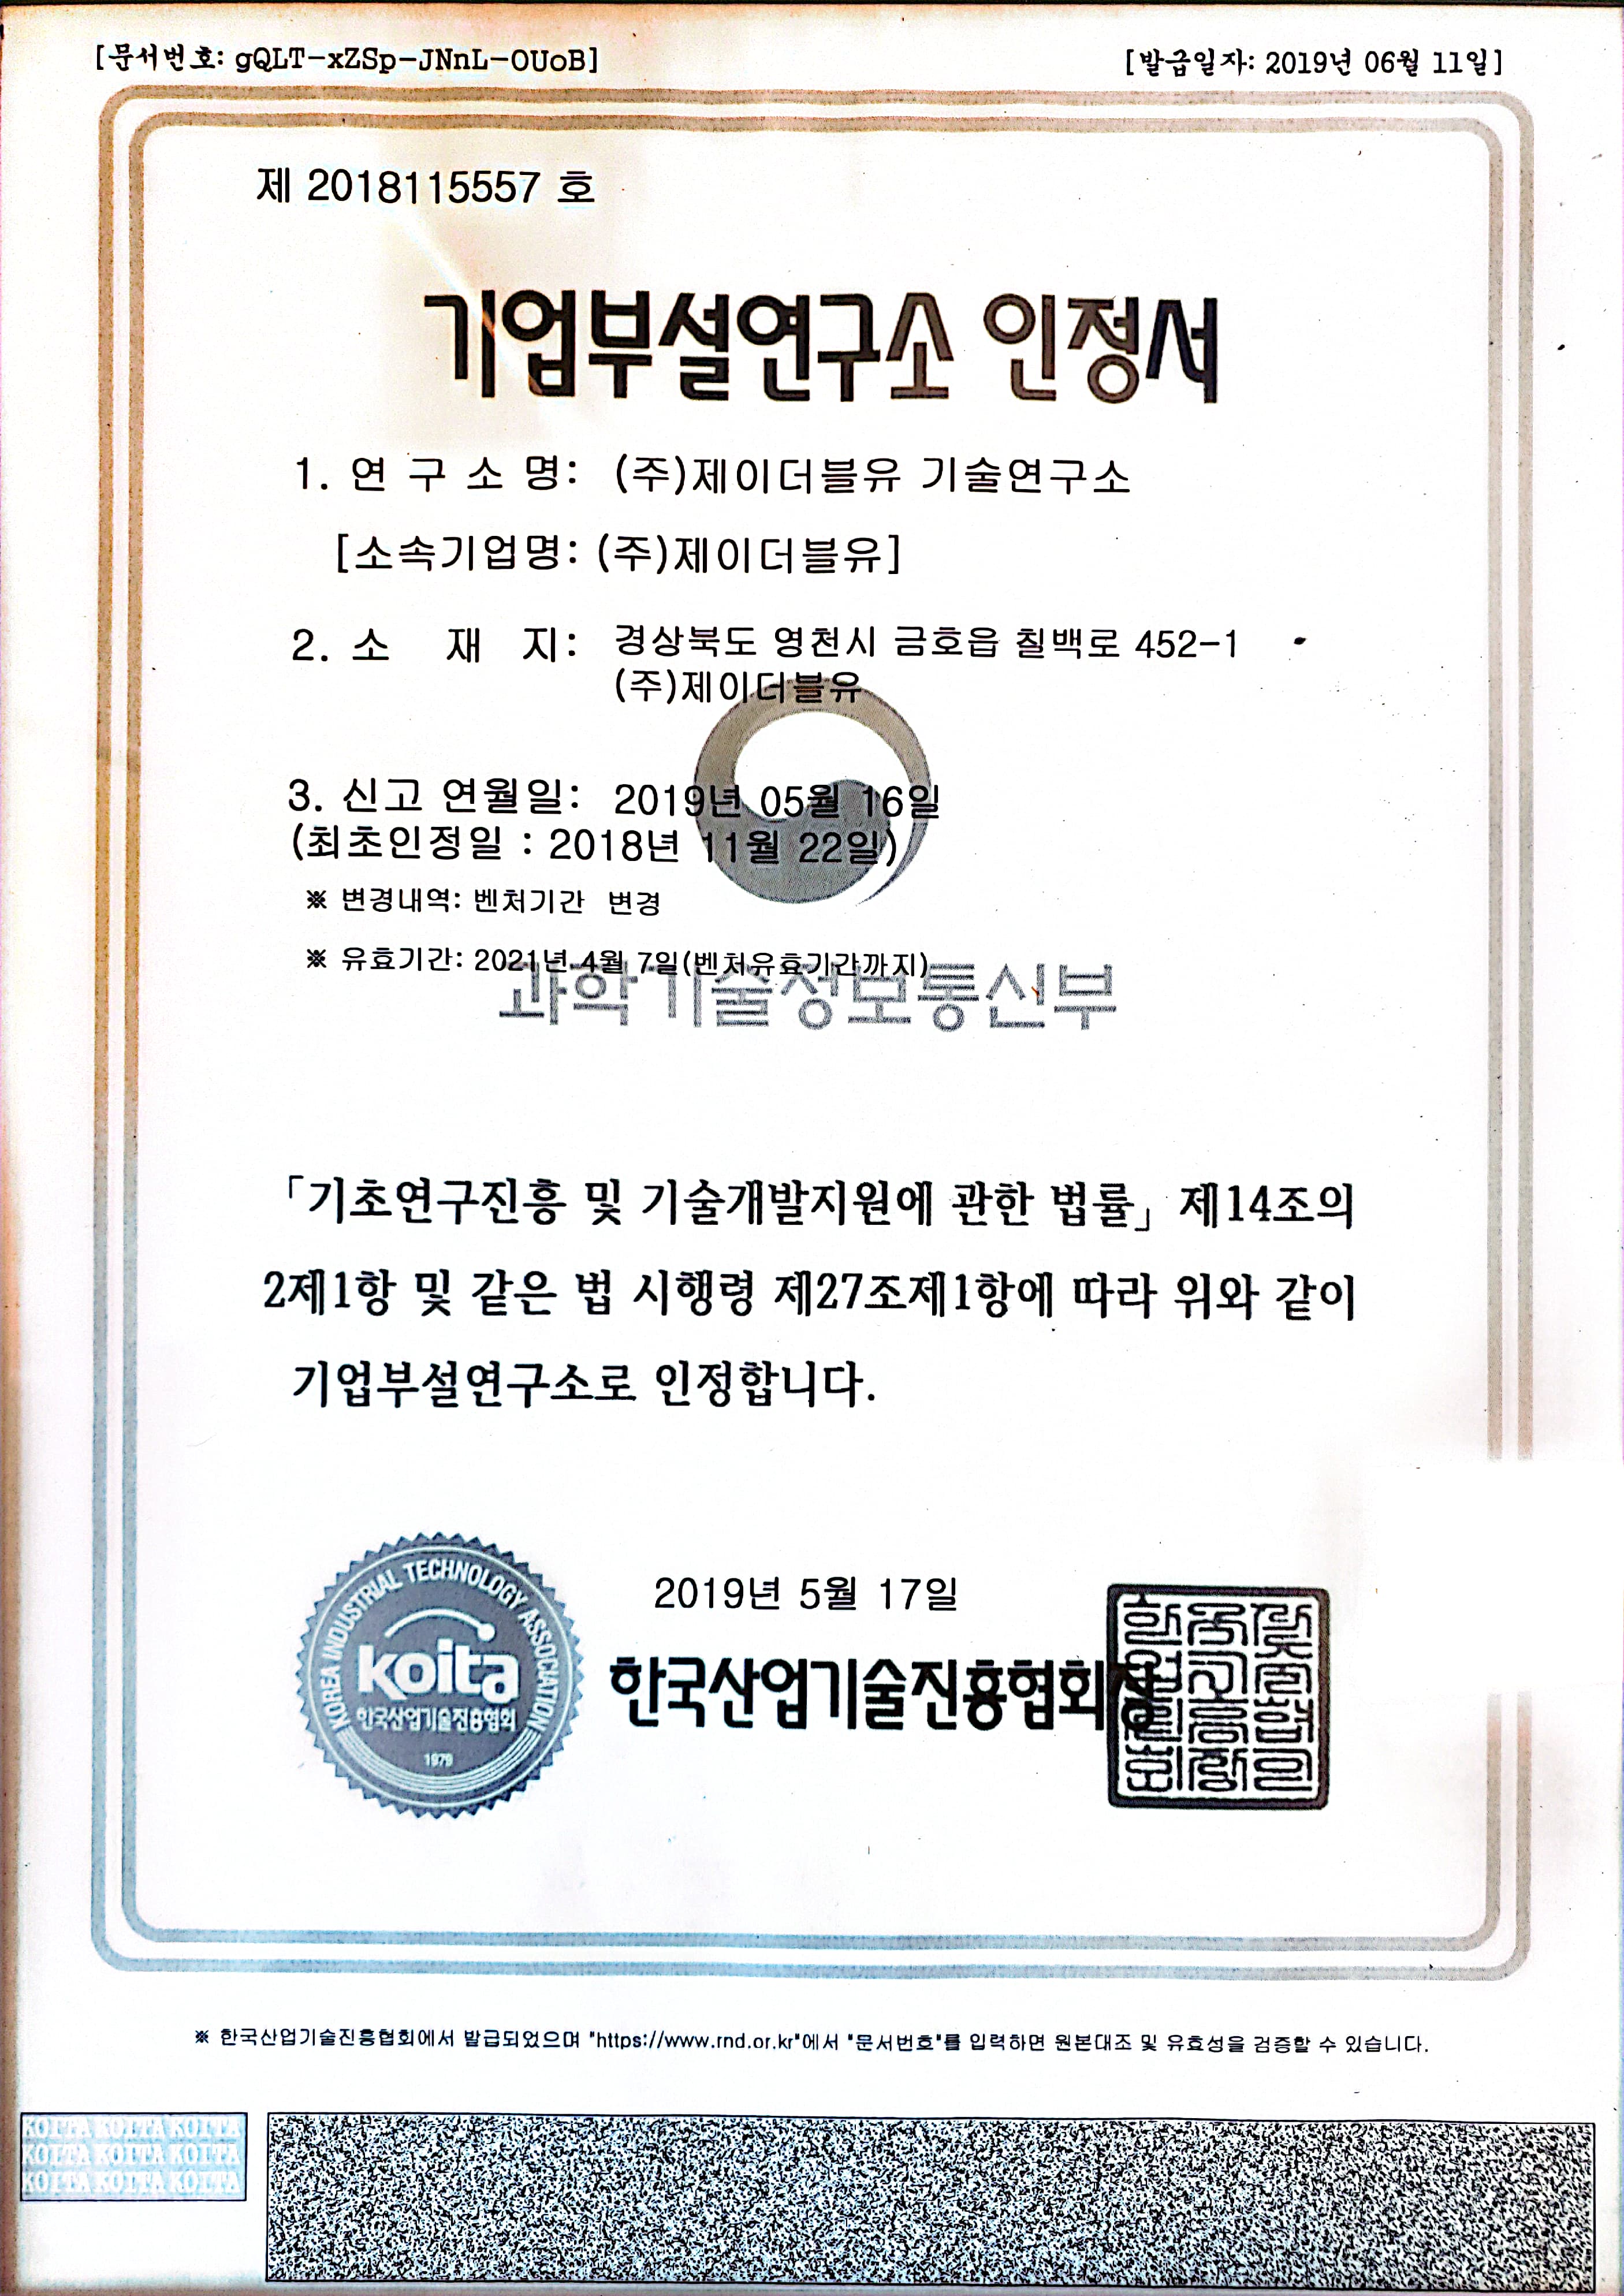 [문서번호: gQLT-xZSp-JNnL-OUoB]
[발급일자: 2019년 06월 11일]
제 2018115557 호
기업부설연구소 인정서
1. 연 구 소 명: (주)제이더블유 기술연구소
[소속기업명: (주)제이더블유]
2. 소 재 지: 경상북도 영천시 금호읍 칠백로 452-1
(주)제이더블유
3. 신고 연월일: 2019년 05월 16일
(최초인정일 : 2018년 11월 22일)
※ 변경내역: 벤처기간 변경
※ 유효기간: 2021년 4월 7일(벤처유효기간까지)
과학기술정보통신부
「기초연구진흥 및 기술개발지원에 관한 법률」 제14조의
2제1항 및 같은 법 시행령 제27조제1항에 따라 위와 같이
기업부설연구소로 인정합니다.
2019년 5월 17일
한국산업기술진흥협회장
KOREA INDUSTRIAL TECHNOLOGY ASSOCIATION
koita
한국산업기술진흥협회
1979
※ 한국산업기술진흥협회에서 발급되었으며 "https://www.rnd.or.kr"에서 "문서번호"를 입력하면 원본대조 및 유효성을 검증할 수 있습니다.
KOITA KOITA KOITA
KOITA KOITA KOITA
KOITA KOITA KOITA